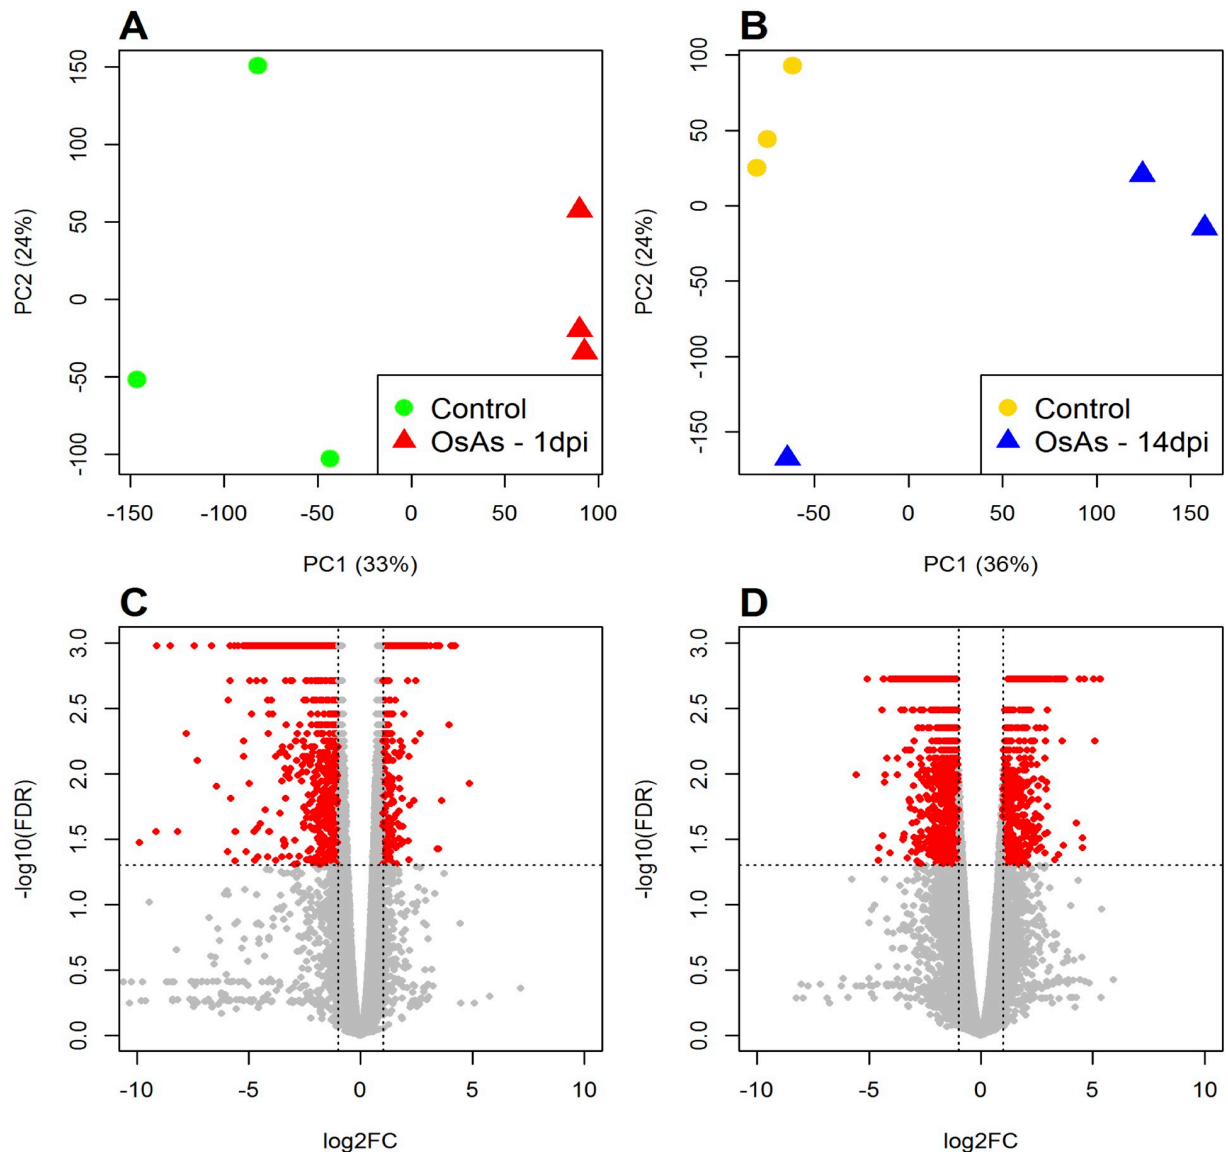 A
150
100
50
0
-50
-100
PC2 (24%)
-150
-100
-50
0
50
100
PC1 (33%)
Control
OsAs - 1dpi
B
100
50
0
-50
-100
-150
PC2 (24%)
-50
0
50
100
150
PC1 (36%)
Control
OsAs - 14dpi
C
3.0
2.5
2.0
1.5
1.0
0.5
0.0
-log10(FDR)
-10
-5
0
5
10
log2FC
D
3.0
2.5
2.0
1.5
1.0
0.5
0.0
-log10(FDR)
-10
-5
0
5
10
log2FC